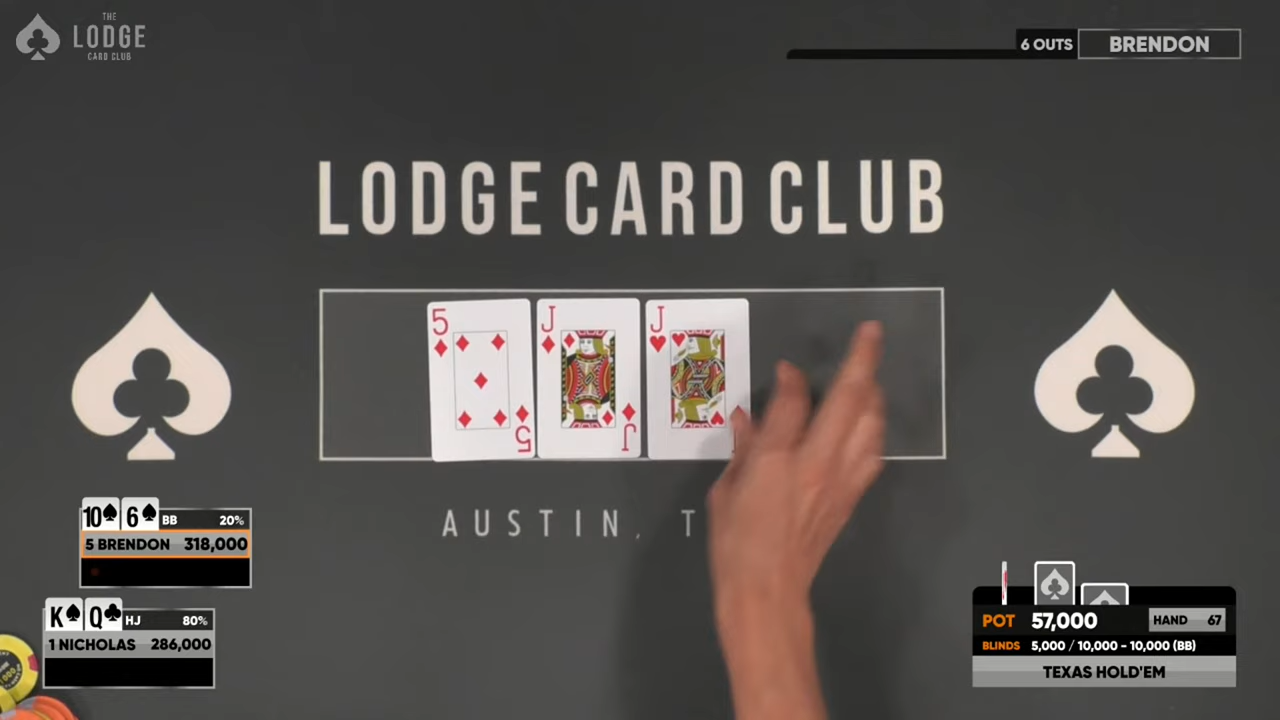 THE
LODGE
CARD CLUB
6 OUTS BRENDON
LODGE CARD CLUB
5 J J
5 J
AUSTIN, T
10♠ 6♠ BB 20%
5 BRENDON 318,000
K♠ Q♣ HJ 80%
1 NICHOLAS 286,000
POT 57,000 HAND 67
BLINDS 5,000 / 10,000 - 10,000 (BB)
TEXAS HOLD'EM